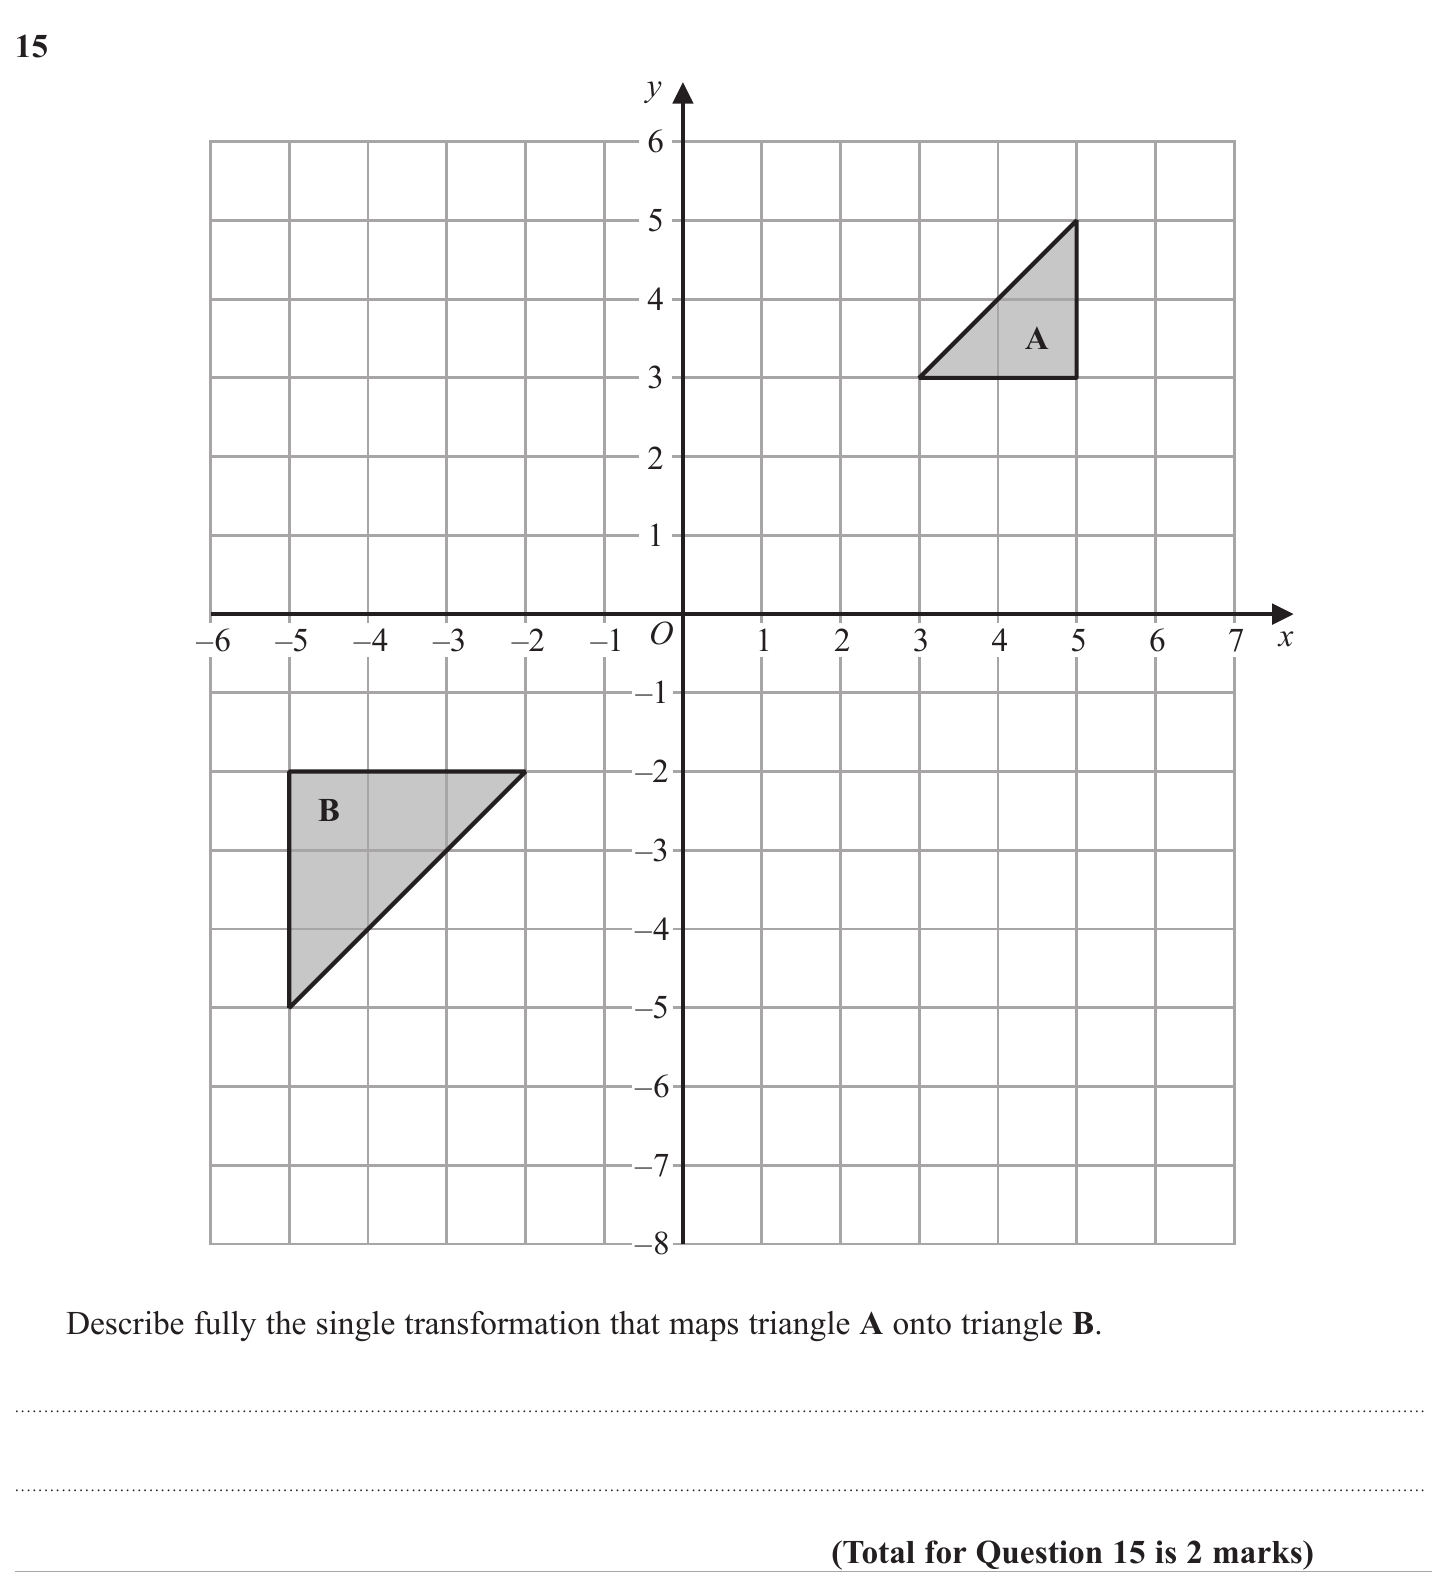 15
y
6
5
4
3
2
1
A
–6 –5 –4 –3 –2 –1 O 1 2 3 4 5 6 7 x
–1
–2
B
–3
–4
–5
–6
–7
–8
Describe fully the single transformation that maps triangle A onto triangle B.
(Total for Question 15 is 2 marks)